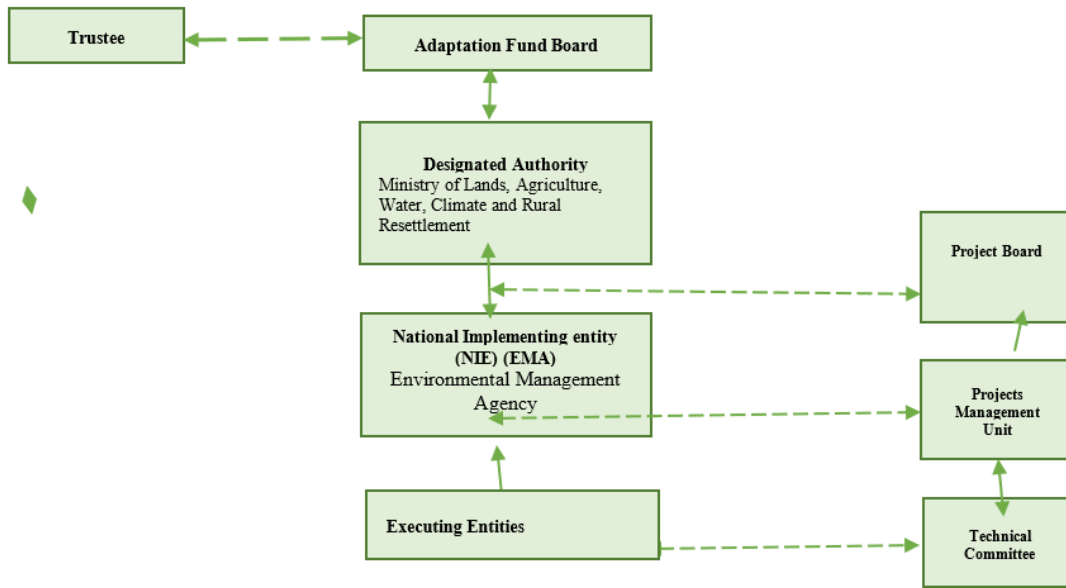 Trustee
Adaptation Fund Board
Designated Authority
Ministry of Lands, Agriculture,
Water, Climate and Rural
Resettlement
Project Board
National Implementing entity
(NIE) (EMA)
Environmental Management
Agency
Projects
Management
Unit
Executing Entities
Technical
Committee